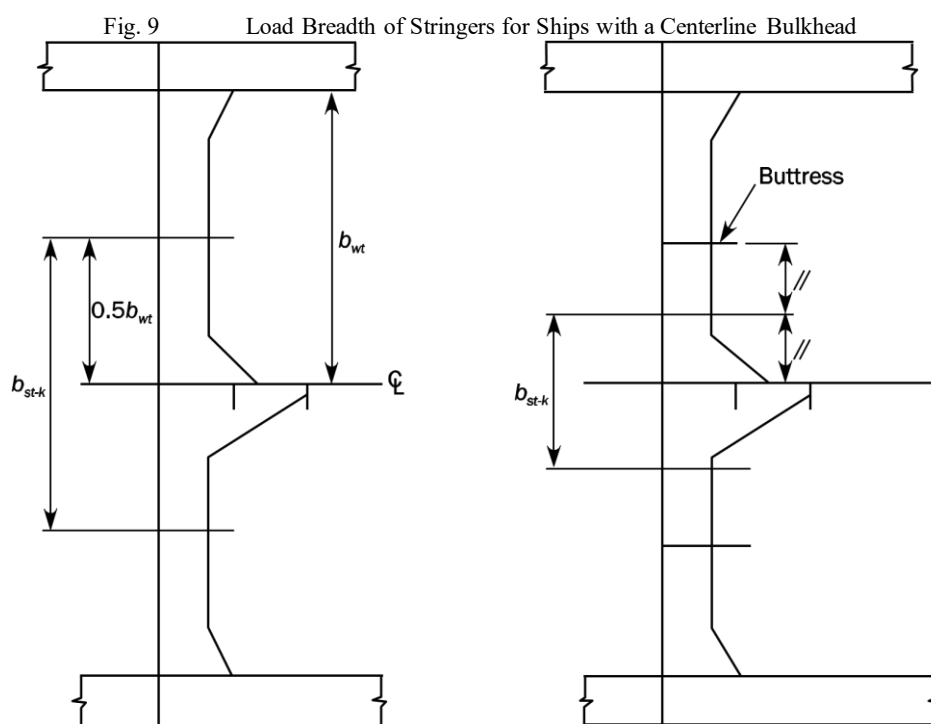 Fig. 9 Load Breadth of Stringers for Ships with a Centerline Bulkhead
Buttress
b_wt
0.5b_wt
b_st-k
℄
b_st-k
//
//